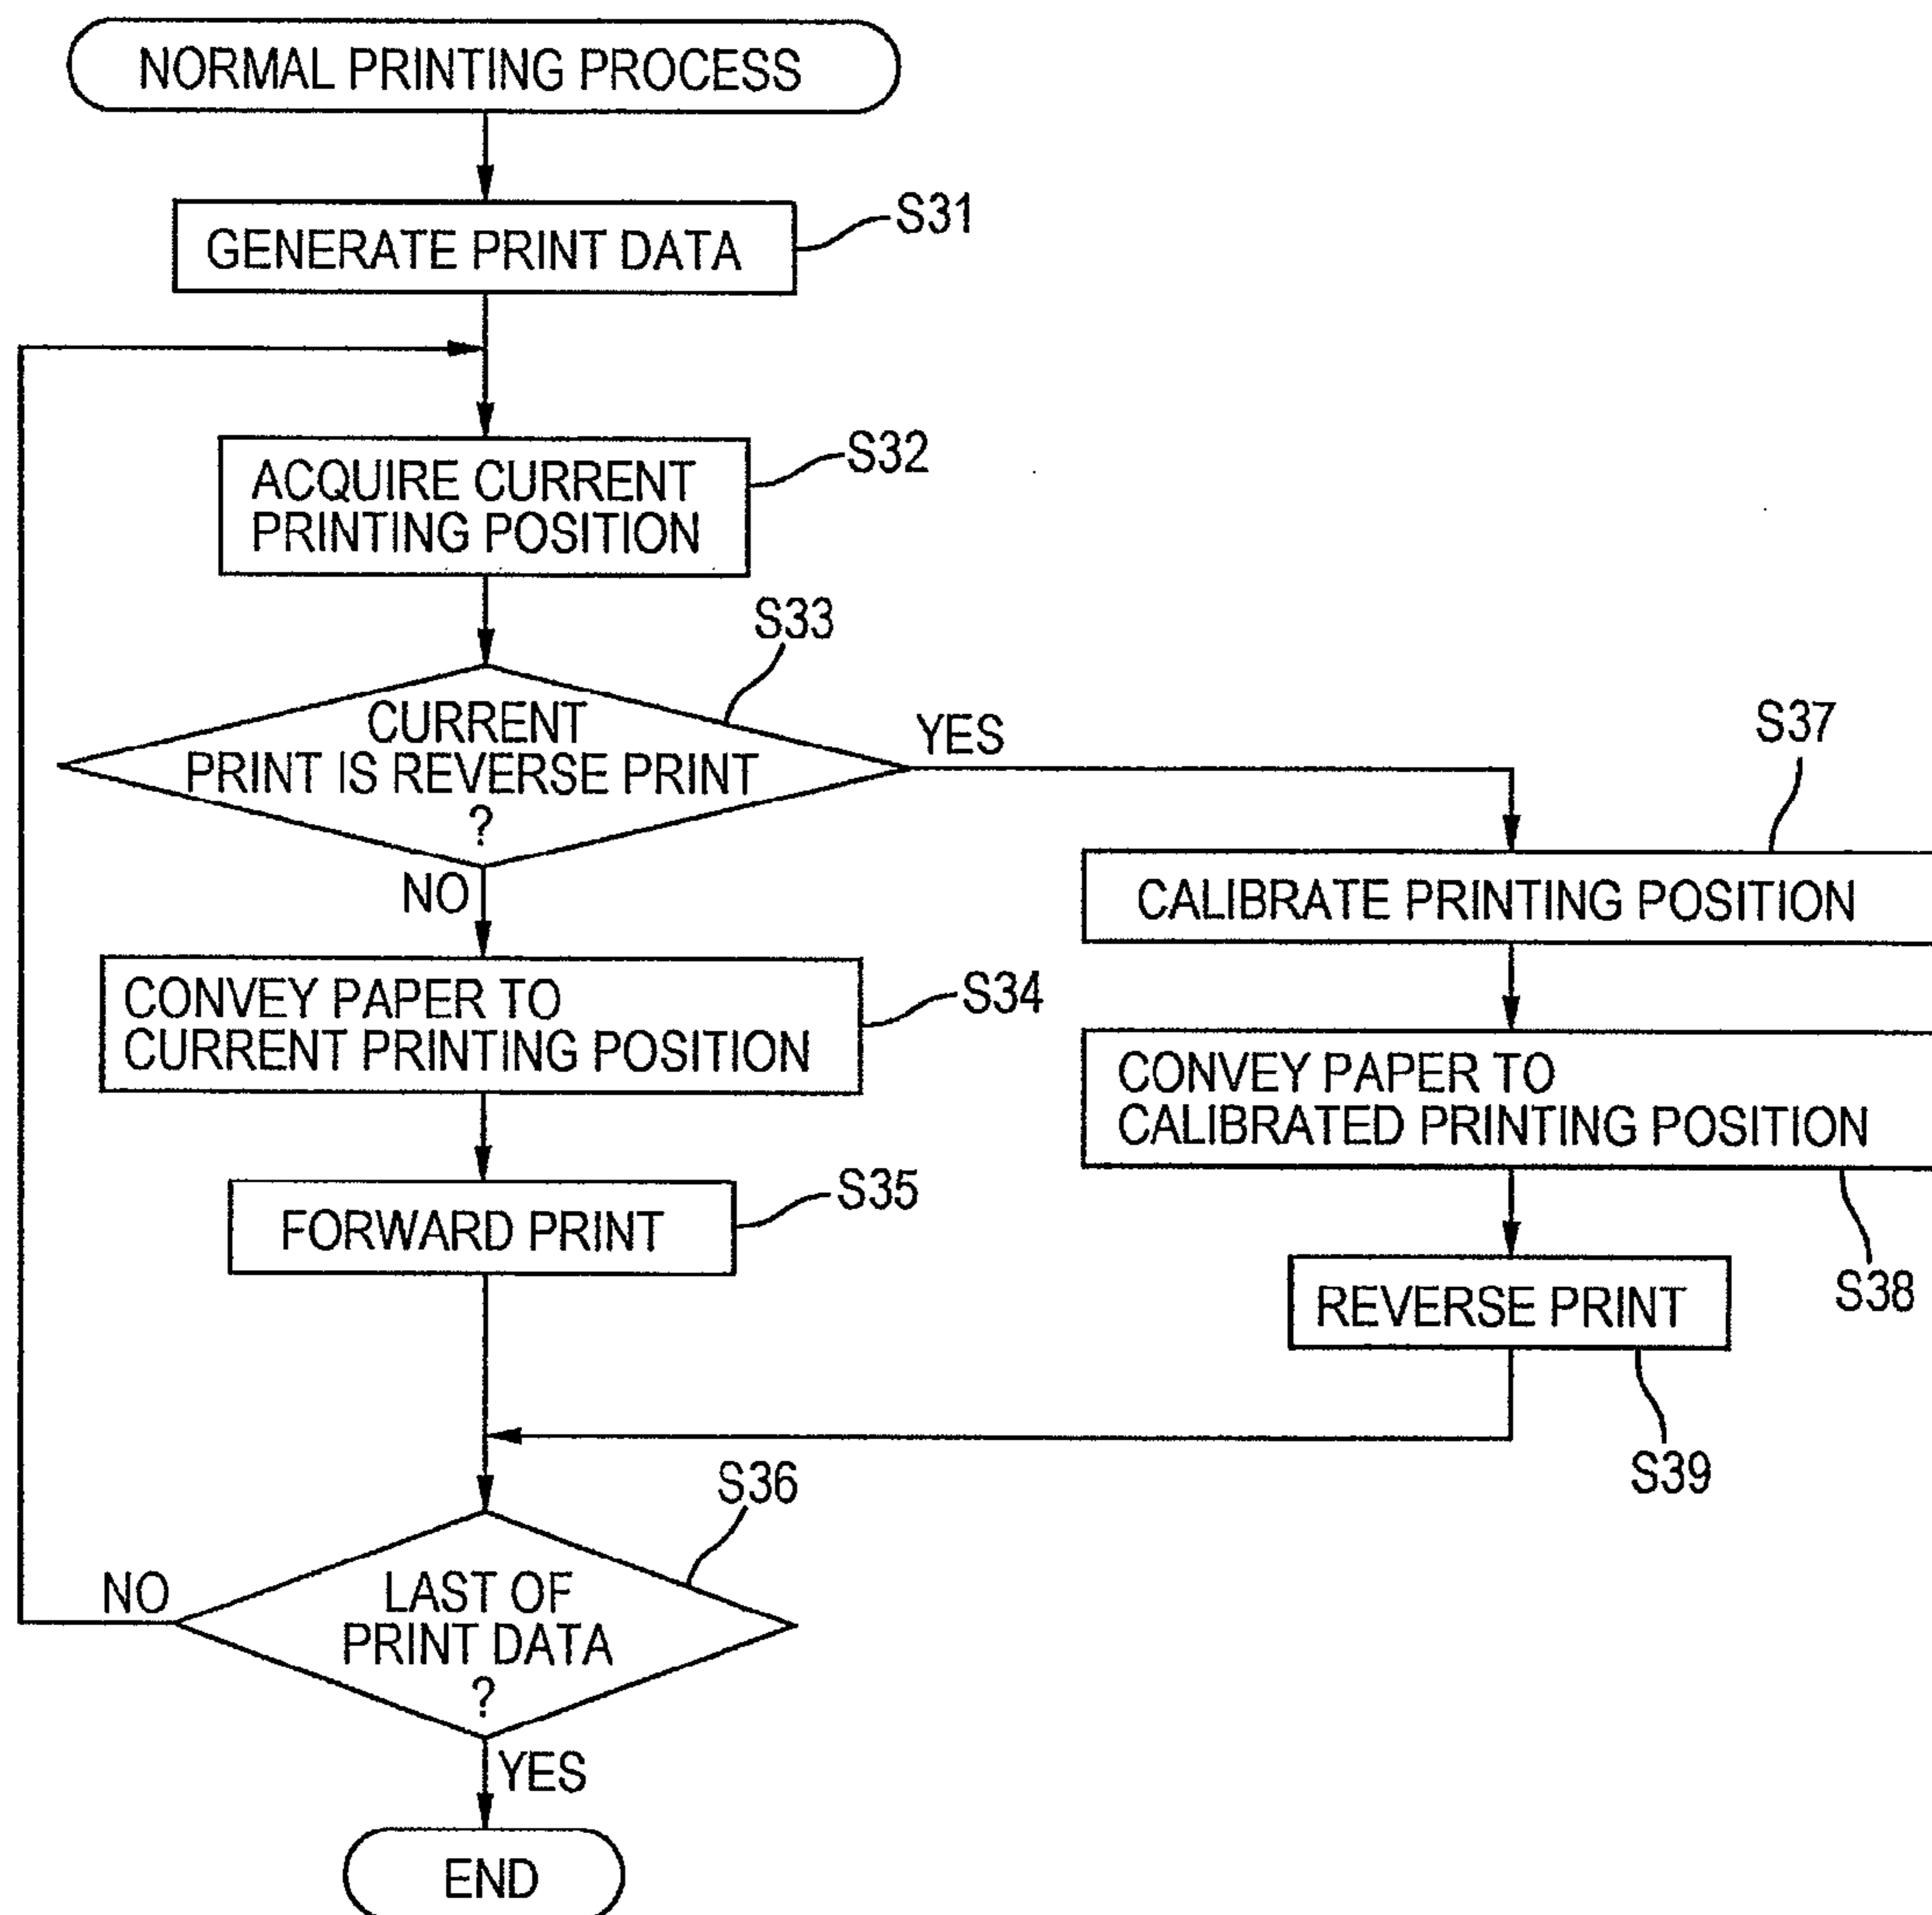 NORMAL PRINTING PROCESS
GENERATE PRINT DATA
S31
ACQUIRE CURRENT
PRINTING POSITION
S32
S33
CURRENT
PRINT IS REVERSE PRINT
?
YES
NO
S37
CALIBRATE PRINTING POSITION
CONVEY PAPER TO
CURRENT PRINTING POSITION
S34
CONVEY PAPER TO
CALIBRATED PRINTING POSITION
S38
FORWARD PRINT
S35
REVERSE PRINT
S39
S36
LAST OF
PRINT DATA
?
NO
YES
END